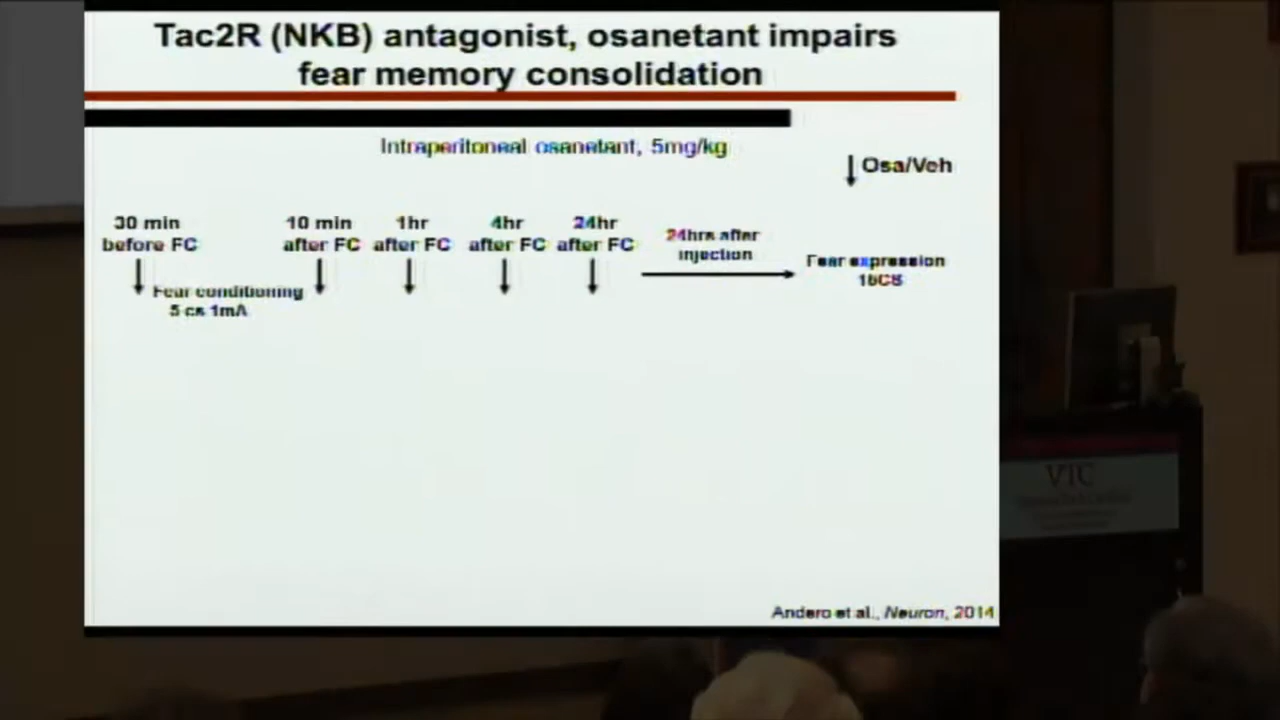 Tac2R (NKB) antagonist, osanetant impairs
fear memory consolidation
Intraperitoneal osanetant, 5mg/kg
Osa/Veh
30 min
before FC
10 min
after FC
1hr
after FC
4hr
after FC
24hr
after FC
24hrs after
injection
Fear expression
15CS
Fear conditioning
5 cs 1mA
VTC
Andero et al., Neuron, 2014